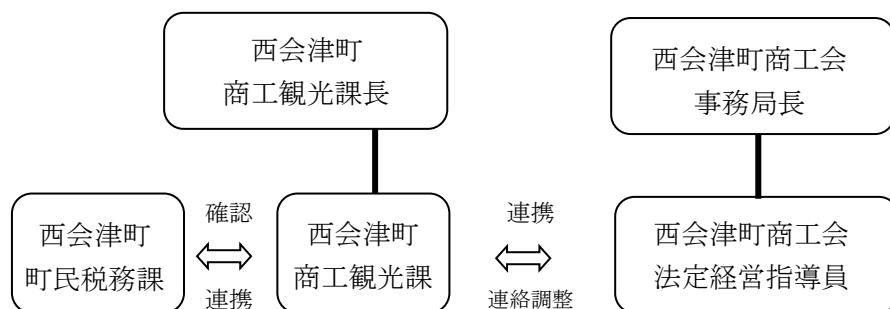 西会津町
商工観光課長
西会津町商工会
事務局長
西会津町
町民税務課
確認
連携
西会津町
商工観光課
連携
連絡調整
西会津町商工会
法定経営指導員